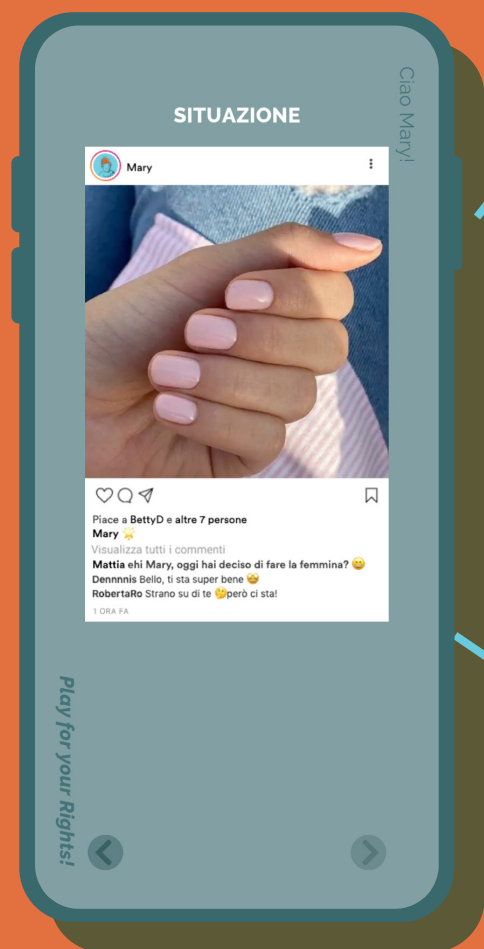 Ciao Mary!
SITUAZIONE
Mary
Piace a BettyD e altre 7 persone
Mary 🌟
Visualizza tutti i commenti
Mattia ehi Mary, oggi hai deciso di fare la femmina? 😄
Dennnnis Bello, ti sta super bene 🤩
RobertaRo Strano su di te 🤔però ci sta!
1 ORA FA
Play for your Rights!